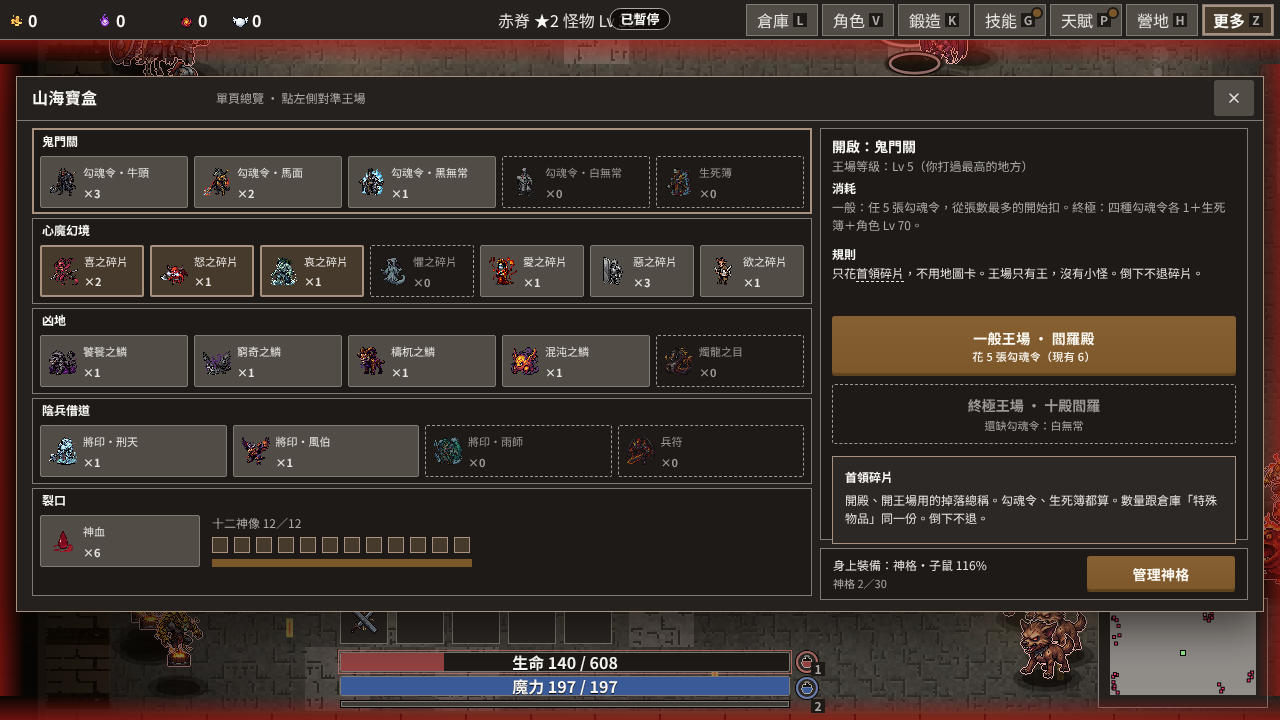 0
0
0
0
赤脊 ★2 怪物 Lv
已暫停
倉庫 L
角色 V
鍛造 K
技能 G
天賦 P
營地 H
更多 Z
山海寶盒
單頁總覽 · 點左側對準王場
×
鬼門關
勾魂令·牛頭
×3
勾魂令·馬面
×2
勾魂令·黑無常
×1
勾魂令·白無常
×0
生死簿
×0
心魔幻境
喜之碎片
×2
怒之碎片
×1
哀之碎片
×1
懼之碎片
×0
愛之碎片
×1
惡之碎片
×3
欲之碎片
×1
凶地
饕餮之鱗
×1
窮奇之鱗
×1
檮杌之鱗
×1
混沌之鱗
×1
燭龍之目
×0
陰兵借道
將印·刑天
×1
將印·風伯
×1
將印·雨師
×0
兵符
×0
裂口
神血
×6
十二神像 12／12
開啟：鬼門關
王場等級：Lv 5（你打過最高的地方）
消耗
一般：任 5 張勾魂令，從張數最多的開始扣。終極：四種勾魂令各 1＋生死
簿＋角色 Lv 70。
規則
只花首領碎片，不用地圖卡。王場只有王，沒有小怪。倒下不退碎片。
一般王場 · 閻羅殿
花 5 張勾魂令（現有 6）
終極王場 · 十殿閻羅
還缺勾魂令：白無常
首領碎片
開殿、開王場用的掉落總稱。勾魂令、生死簿都算。數量跟倉庫「特殊
物品」同一份。倒下不退。
身上裝備：神格·子鼠 116%
神格 2／30
管理神格
生命 140 / 608
1
魔力 197 / 197
2